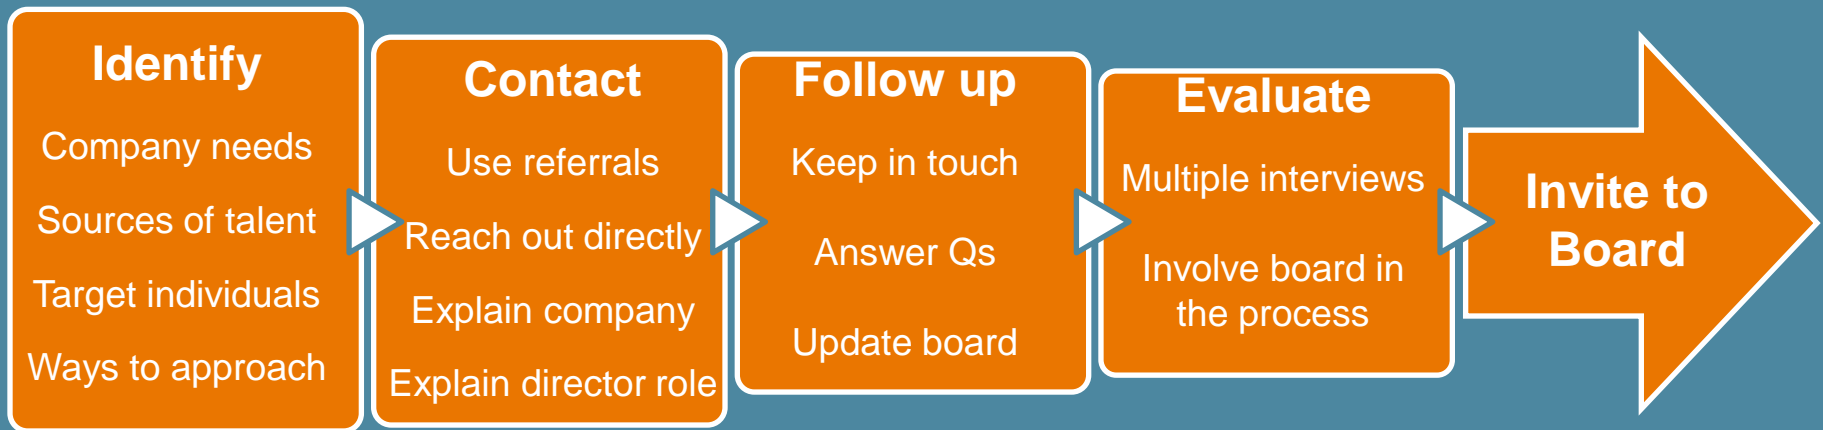 Identify
Company needs
Sources of talent
Target individuals
Ways to approach
Contact
Use referrals
Reach out directly
Explain company
Explain director role
Follow up
Keep in touch
Answer Qs
Update board
Evaluate
Multiple interviews
Involve board in
the process
Invite to
Board